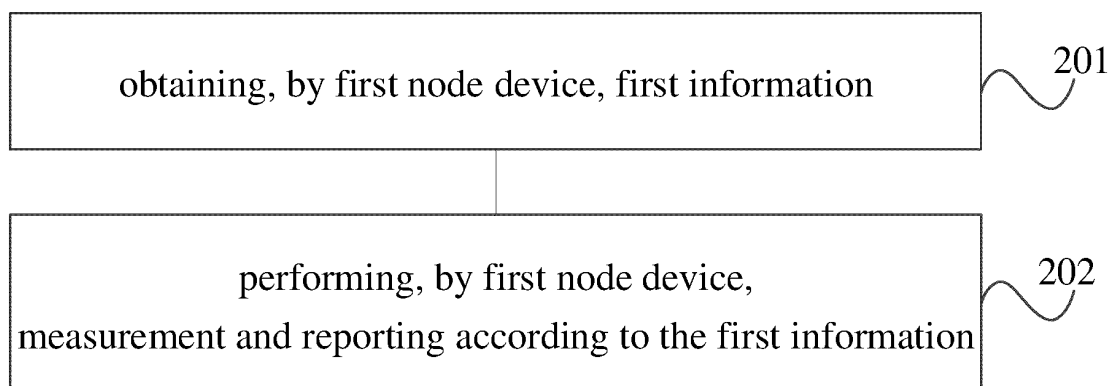 obtaining, by first node device, first information
201
performing, by first node device,
measurement and reporting according to the first information
202